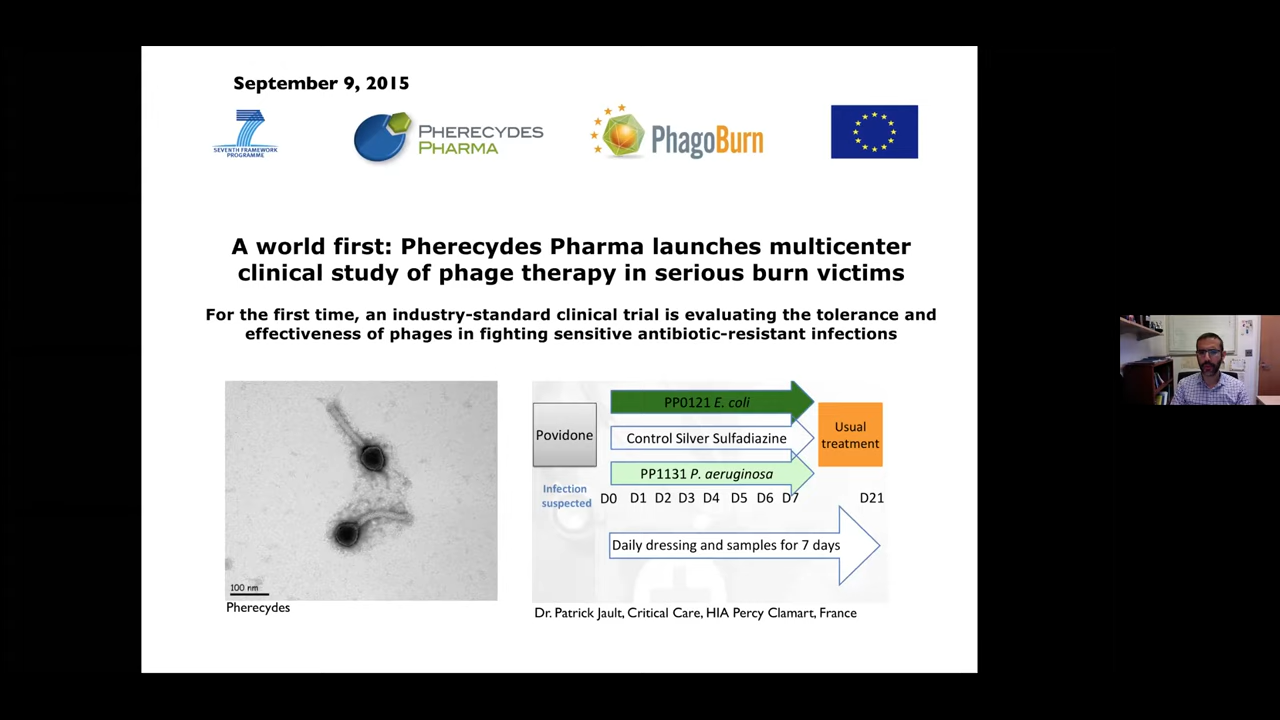 September 9, 2015
SEVENTH FRAMEWORK
PROGRAMME
PHERECYDES
PHARMA
PhagoBurn
A world first: Pherecydes Pharma launches multicenter
clinical study of phage therapy in serious burn victims
For the first time, an industry-standard clinical trial is evaluating the tolerance and
effectiveness of phages in fighting sensitive antibiotic-resistant infections
100 nm
Pherecydes
Povidone
PP0121 E. coli
Control Silver Sulfadiazine
PP1131 P. aeruginosa
Usual
treatment
Infection
suspected
D0 D1 D2 D3 D4 D5 D6 D7 D21
Daily dressing and samples for 7 days
Dr. Patrick Jault, Critical Care, HIA Percy Clamart, France